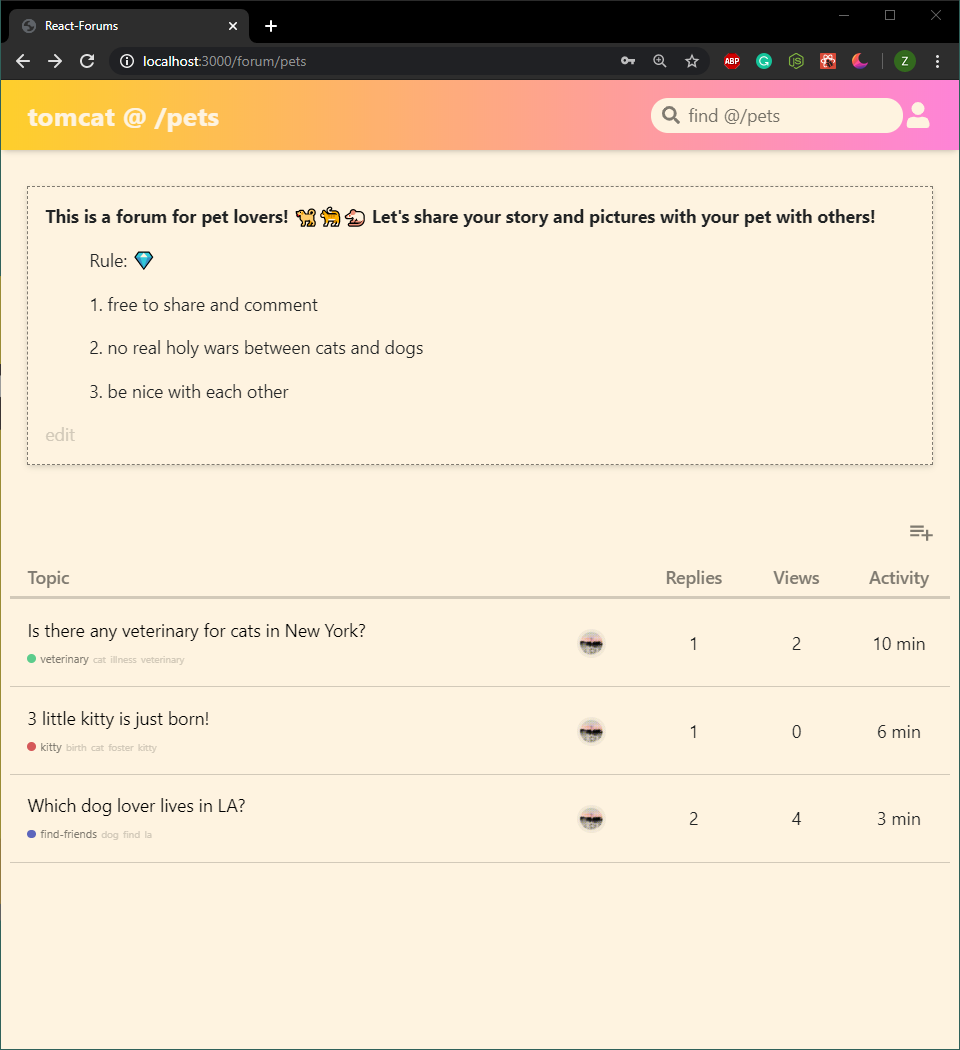 React-Forums
localhost:3000/forum/pets
ABP
G
JS
Z
tomcat @ /pets
find @/pets
This is a forum for pet lovers! 🐕🐈🐁 Let's share your story and pictures with your pet with others!
Rule: 💎
1. free to share and comment
2. no real holy wars between cats and dogs
3. be nice with each other
edit
Topic Replies Views Activity
Is there any veterinary for cats in New York? 1 2 10 min
veterinary cat illness veterinary
3 little kitty is just born! 1 0 6 min
kitty birth cat foster kitty
Which dog lover lives in LA? 2 4 3 min
find-friends dog find la